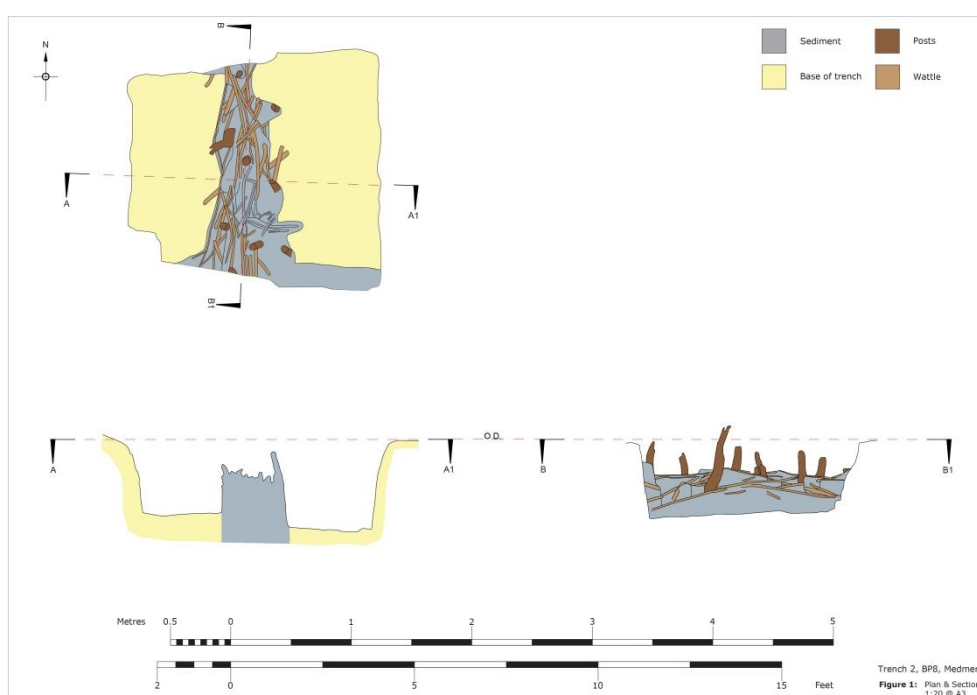 B
N
Sediment
Posts
Base of trench
Wattle
A
A1
B1
O.D.
A
A1
B
B1
Metres 0.5 0 1 2 3 4 5
2 0 5 10 15
Feet
Trench 2, BP8, Medmer
Figure 1: Plan & Section
1:20 @ A3